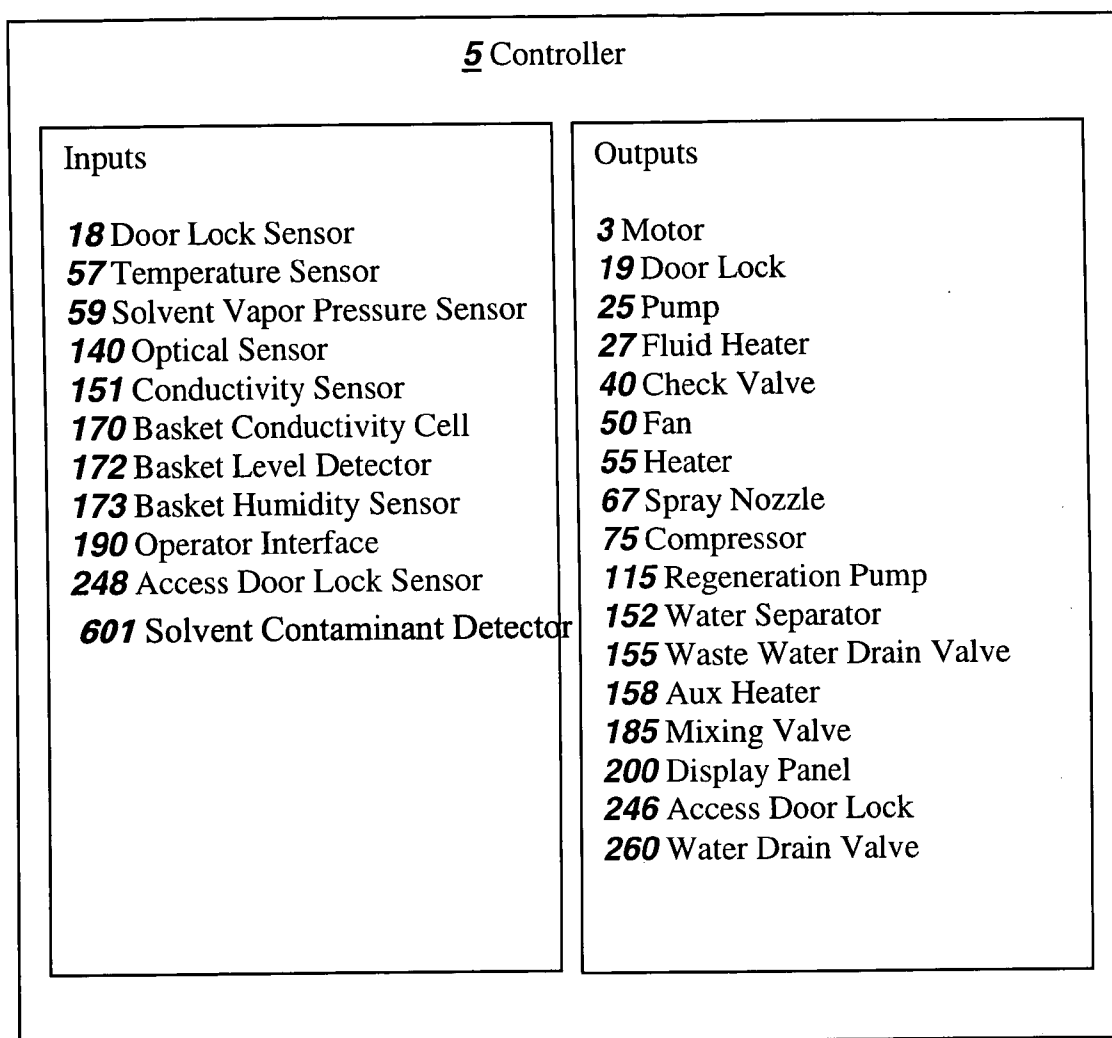 5 Controller
Inputs
18 Door Lock Sensor
57 Temperature Sensor
59 Solvent Vapor Pressure Sensor
140 Optical Sensor
151 Conductivity Sensor
170 Basket Conductivity Cell
172 Basket Level Detector
173 Basket Humidity Sensor
190 Operator Interface
248 Access Door Lock Sensor
601 Solvent Contaminant Detector
Outputs
3 Motor
19 Door Lock
25 Pump
27 Fluid Heater
40 Check Valve
50 Fan
55 Heater
67 Spray Nozzle
75 Compressor
115 Regeneration Pump
152 Water Separator
155 Waste Water Drain Valve
158 Aux Heater
185 Mixing Valve
200 Display Panel
246 Access Door Lock
260 Water Drain Valve